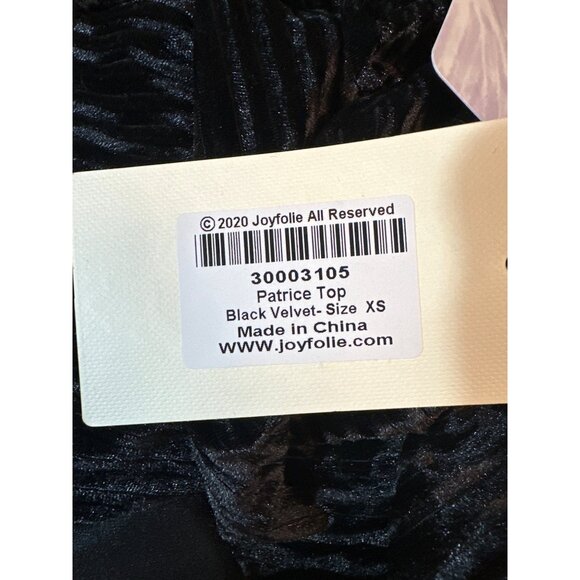 © 2020 Joyfolie All Reserved
30003105
Patrice Top
Black Velvet- Size XS
Made in China
WWW.joyfolie.com